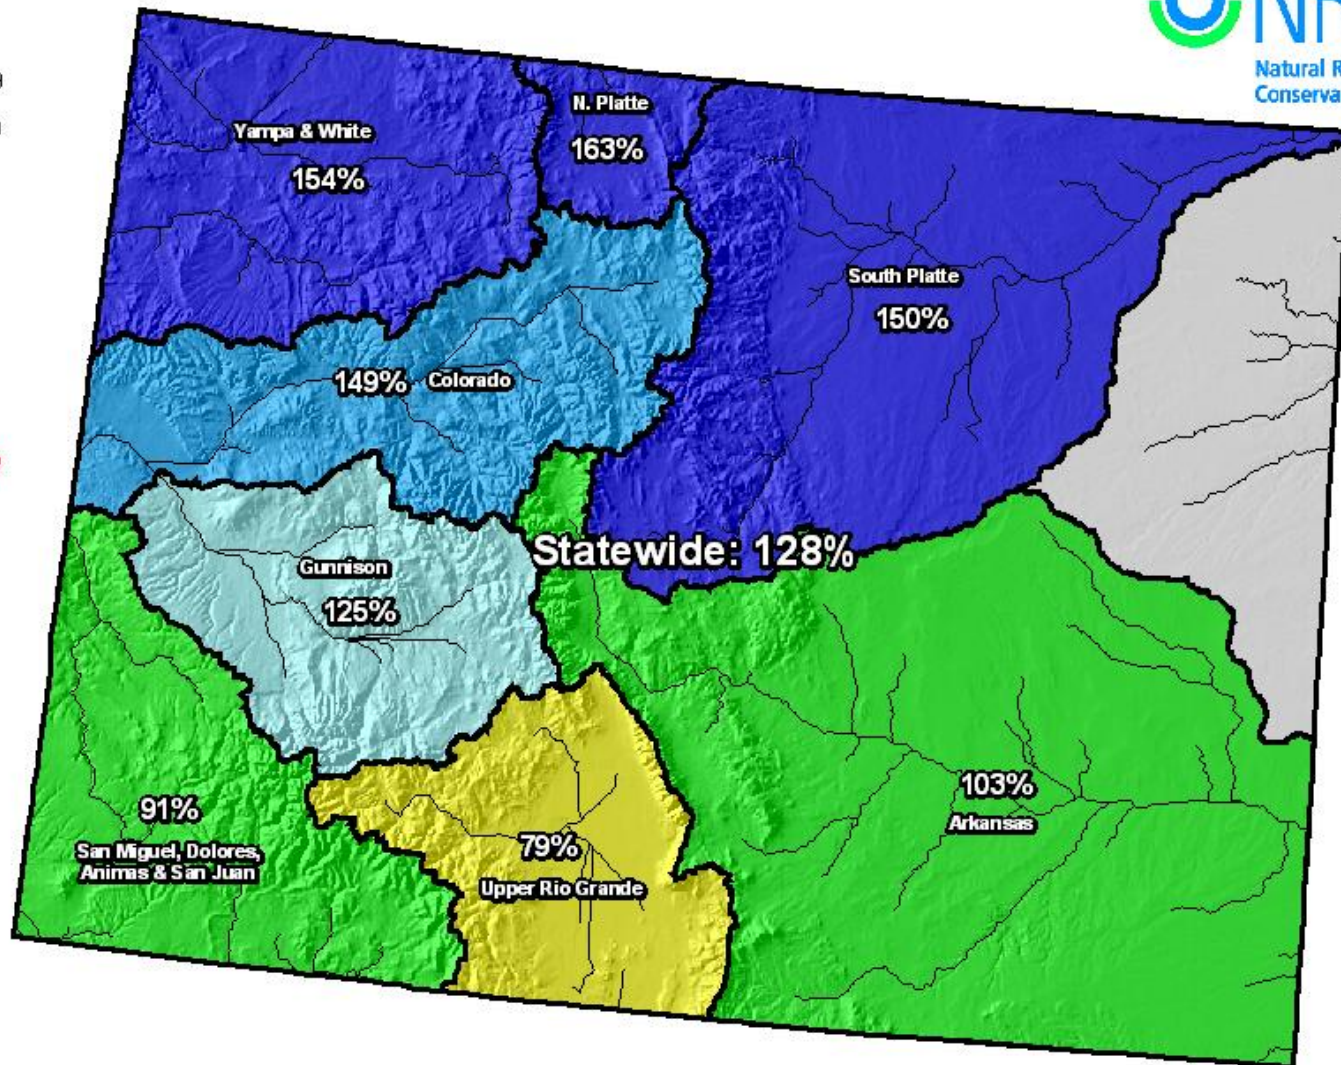 Natural R
Conserva
N. Platte
163%
Yampa & White
154%
South Platte
150%
149% Colorado
Statewide: 128%
Gunnison
125%
103%
Arkansas
91%
San Miguel, Dolores,
Animas & San Juan
79%
Upper Rio Grande